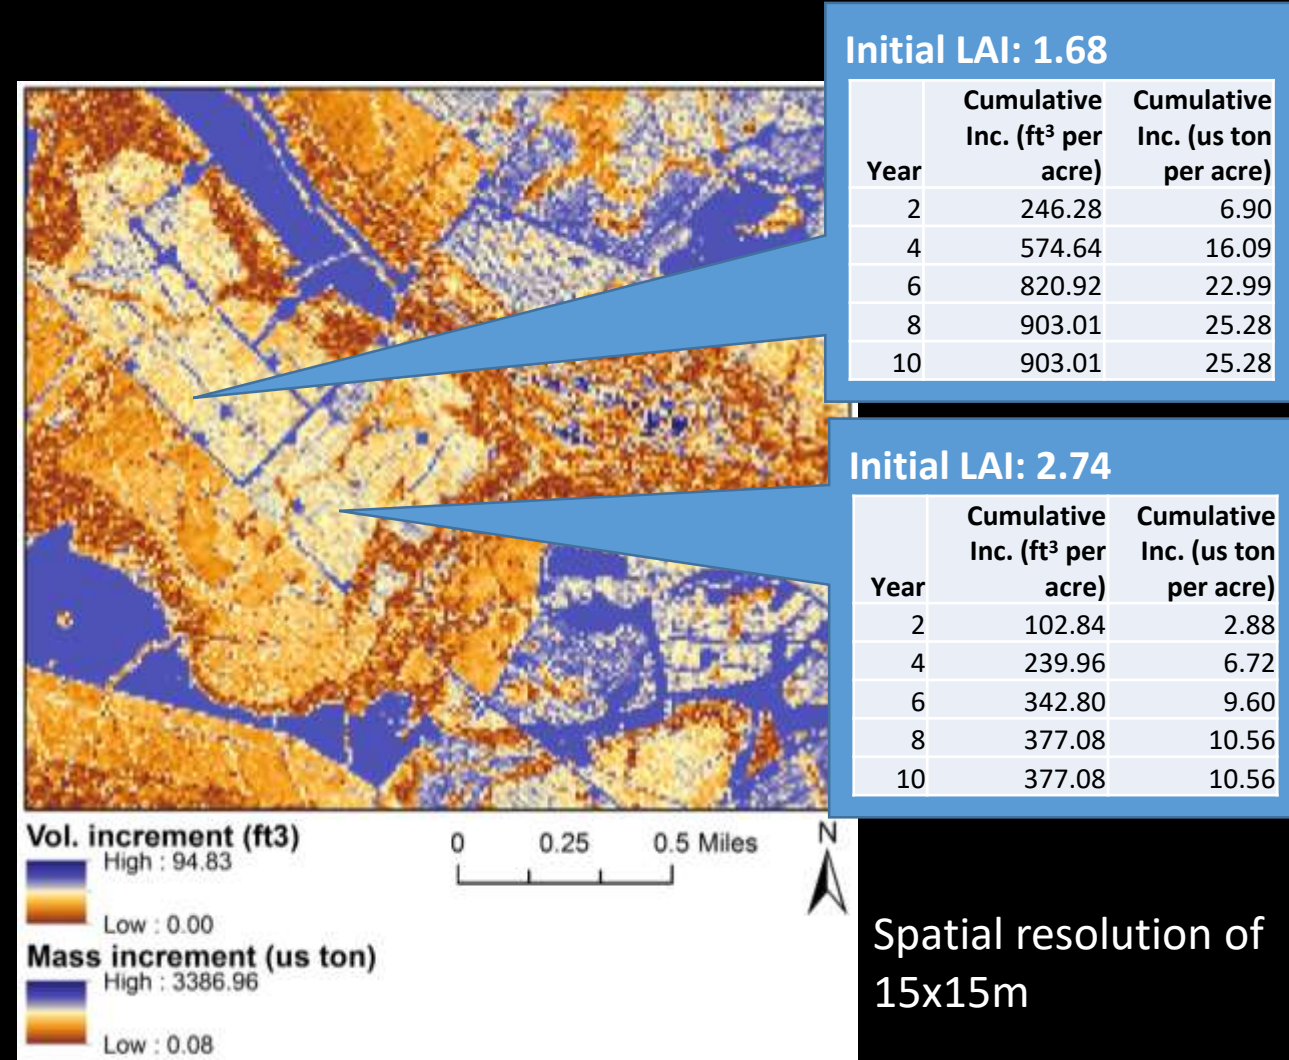 Initial LAI: 1.68
Cumulative Cumulative
Inc. (ft³ per Inc. (us ton
Year acre) per acre)
2 246.28 6.90
4 574.64 16.09
6 820.92 22.99
8 903.01 25.28
10 903.01 25.28
Initial LAI: 2.74
Cumulative Cumulative
Inc. (ft³ per Inc. (us ton
Year acre) per acre)
2 102.84 2.88
4 239.96 6.72
6 342.80 9.60
8 377.08 10.56
10 377.08 10.56
Vol. increment (ft3)
High : 94.83
Low : 0.00
Mass increment (us ton)
High : 3386.96
Low : 0.08
0 0.25 0.5 Miles
N
Spatial resolution of
15x15m